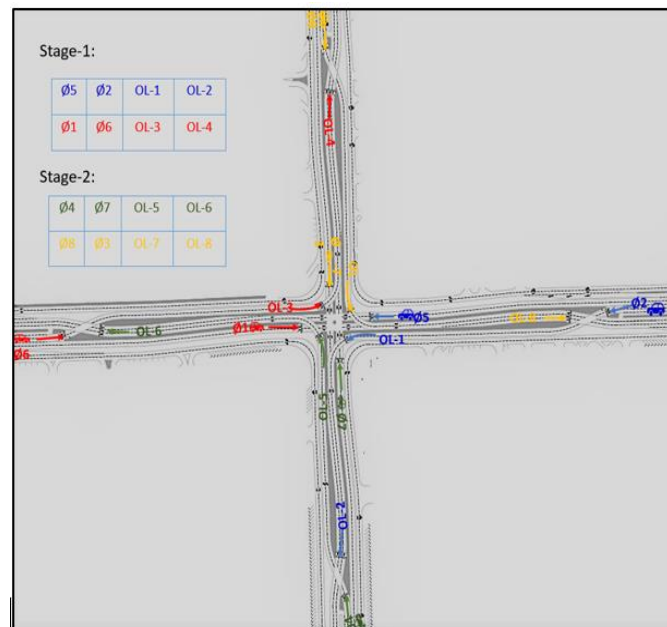 Stage-1:
Ø5 Ø2 OL-1 OL-2
Ø1 Ø6 OL-3 OL-4
Stage-2:
Ø4 Ø7 OL-5 OL-6
Ø8 Ø3 OL-7 OL-8
OL-4
OL-3
Ø2
Ø5
Ø1
OL-6
OL-1
Ø6
OL-5
Ø7
OL-2